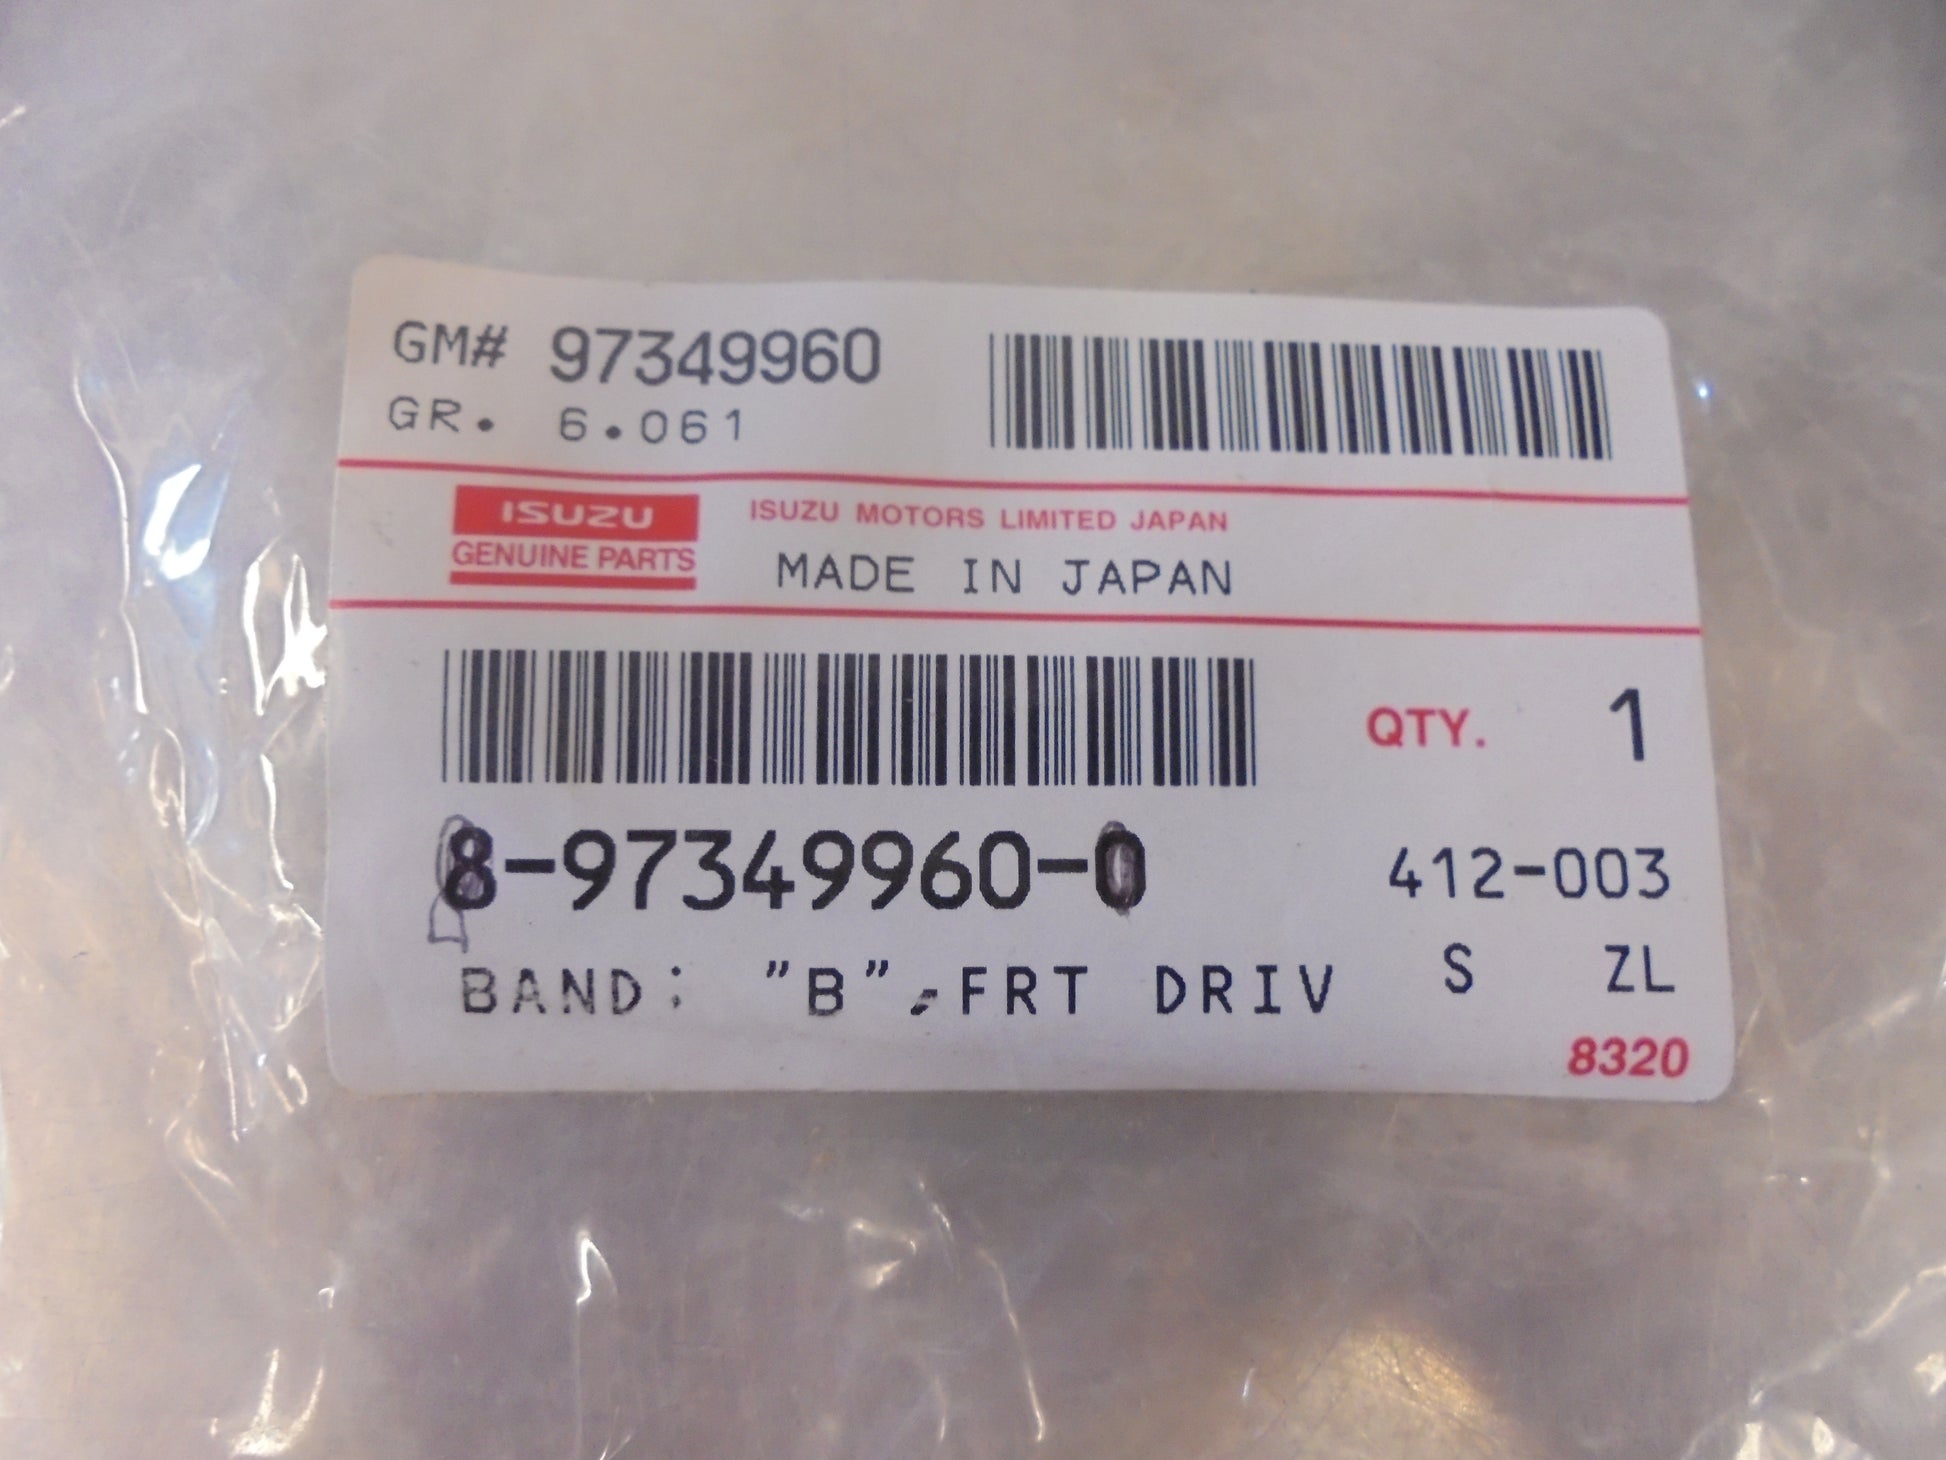 GM# 97349960
GR. 6.061
ISUZU
GENUINE PARTS
ISUZU MOTORS LIMITED JAPAN
MADE IN JAPAN
QTY. 1
8-97349960-0
412-003
BAND: "B",FRT DRIV
S ZL
8320